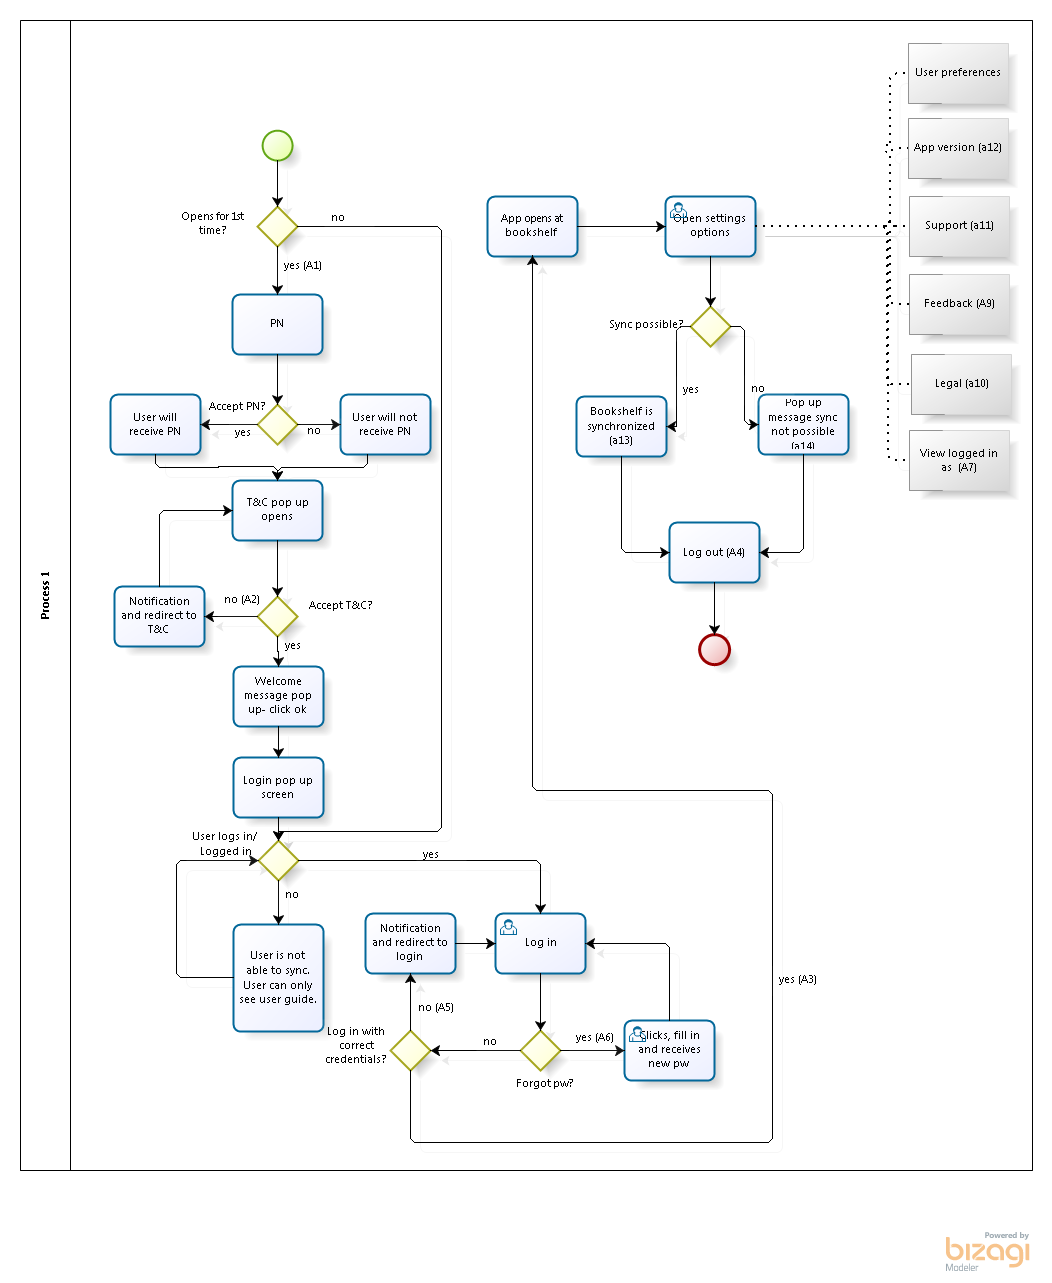 Process 1
Opens for 1st
time?
no
yes (A1)
PN
Accept PN?
yes
no
User will
receive PN
User will not
receive PN
T&C pop up
opens
Notification
and redirect to
T&C
no (A2)
Accept T&C?
yes
Welcome
message pop
up- click ok
Login pop up
screen
User logs in/
Logged in
yes
no
User is not
able to sync.
User can only
see user guide.
Notification
and redirect to
login
Log in
no (A5)
Log in with
correct
credentials?
no
yes (A6)
Forgot pw?
Clicks, fill in
and receives
new pw
yes (A3)
App opens at
bookshelf
Open settings
options
Sync possible?
yes
no
Bookshelf is
synchronized
(a13)
Pop up
message sync
not possible
(a14)
Log out (A4)
User preferences
App version (a12)
Support (a11)
Feedback (A9)
Legal (a10)
View logged in
as (A7)
Powered by
bizagi
Modeler